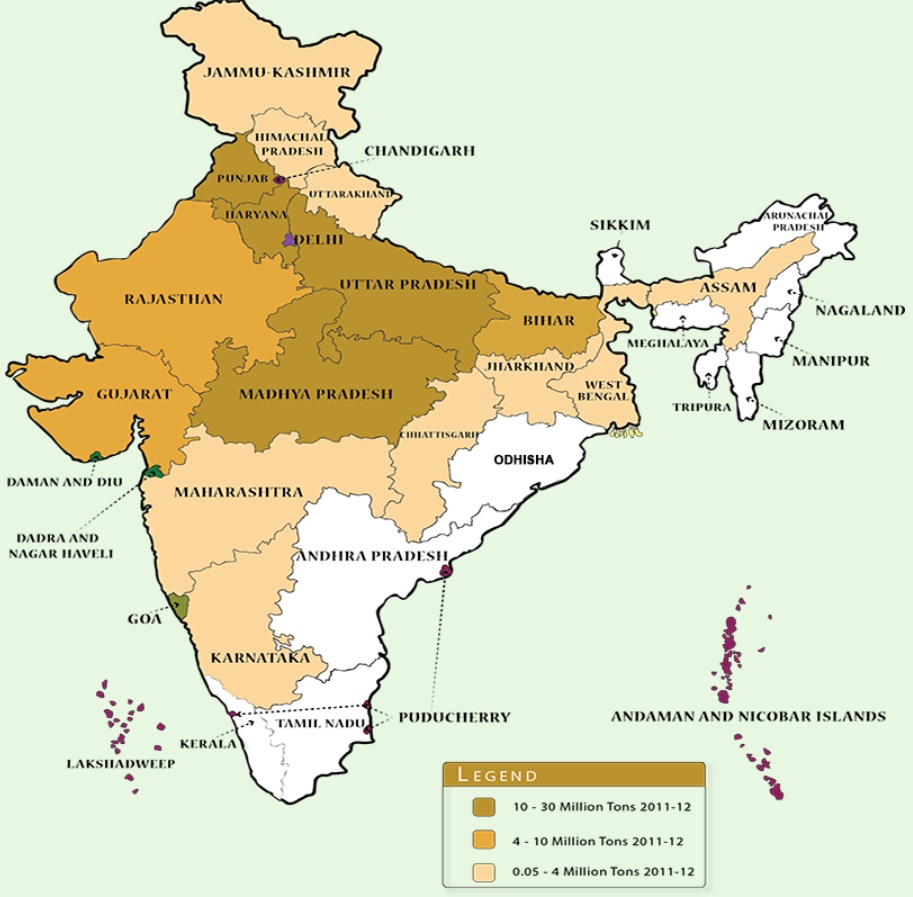 JAMMU-KASHMIR
HIMACHAL
PRADESH
CHANDIGARH
PUNJAB
UTTARAKHAND
HARYANA
DELHI
SIKKIM
ARUNACHAL
PRADESH
UTTAR PRADESH
ASSAM
RAJASTHAN
NAGALAND
BIHAR
MEGHALAYA
MANIPUR
JHARKHAND
GUJARAT
MADHYA PRADESH
WEST
BENGAL
TRIPURA
MIZORAM
CHHATTISGARH
ODHISHA
DAMAN AND DIU
MAHARASHTRA
DADRA AND
NAGAR HAVELI
ANDHRA PRADESH
GOA
KARNATAKA
PUDUCHERRY
ANDAMAN AND NICOBAR ISLANDS
TAMIL NADU
KERALA
LAKSHADWEEP
LEGEND
10 - 30 Million Tons 2011-12
4 - 10 Million Tons 2011-12
0.05 - 4 Million Tons 2011-12